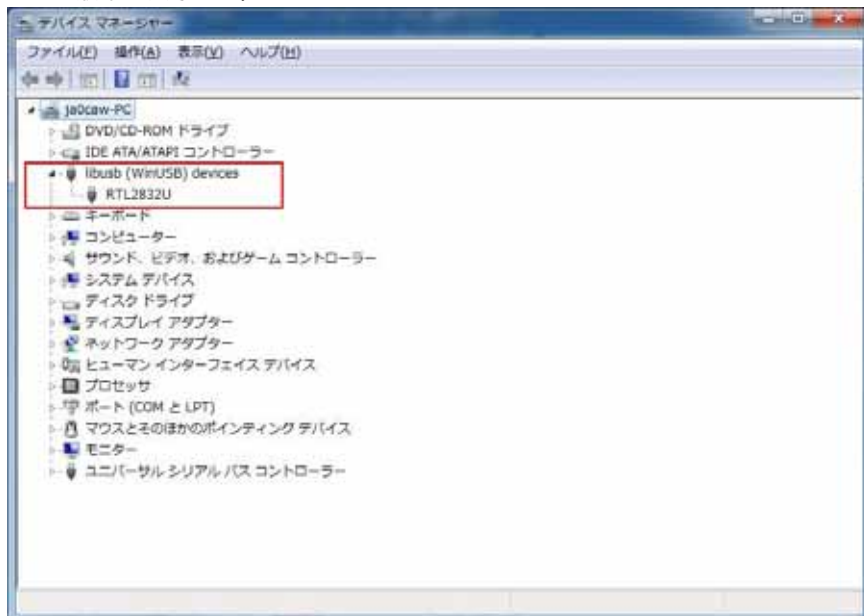 デバイス マネージャー
ファイル(F) 操作(A) 表示(V) ヘルプ(H)
ja0caw-PC
DVD/CD-ROM ドライブ
IDE ATA/ATAPI コントローラー
libusb (WinUSB) devices
RTL2832U
キーボード
コンピューター
サウンド、ビデオ、およびゲーム コントローラー
システム デバイス
ディスク ドライブ
ディスプレイ アダプター
ネットワーク アダプター
ヒューマン インターフェイス デバイス
プロセッサ
ポート (COM と LPT)
マウスとそのほかのポインティング デバイス
モニター
ユニバーサル シリアル バス コントローラー